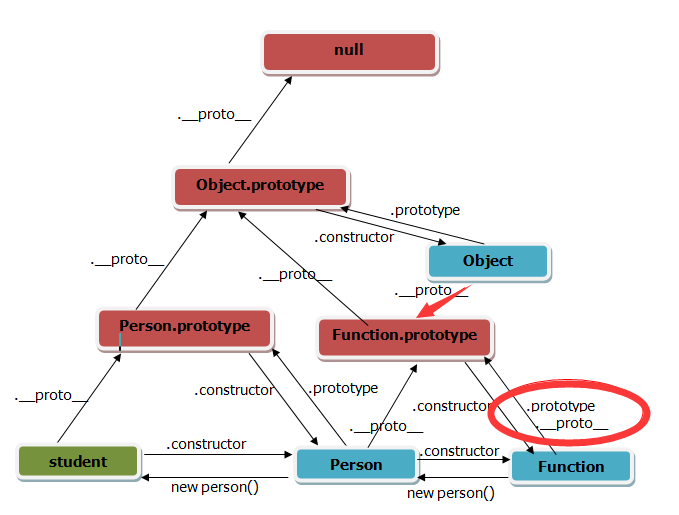 null
.__proto__
Object.prototype
.prototype
.constructor
Object
.__proto__
.__proto__
.__proto__
Person.prototype
Function.prototype
.__proto__
.constructor
.prototype
.constructor
.prototype
.__proto__
.__proto__
.constructor
.constructor
student
Person
Function
new person()
new person()